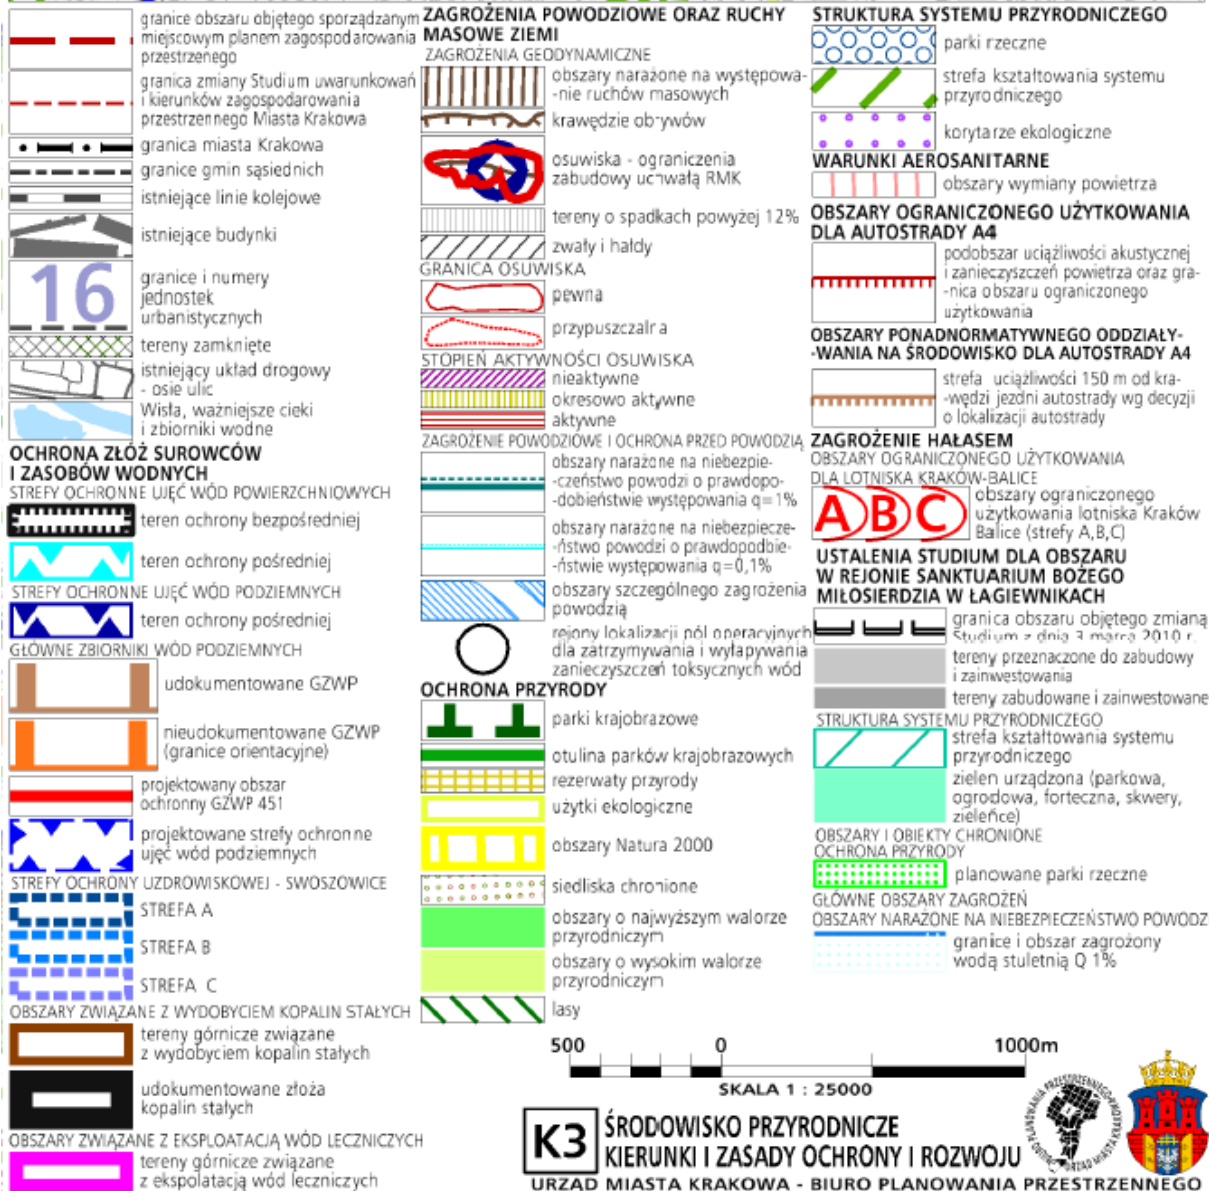 granice obszaru objętego sporządzanym
miejscowym planem zagospodarowania
przestrzenego
granica zmiany Studium uwarunkowań
i kierunków zagospodarowania
przestrzennego Miasta Krakowa
granica miasta Krakowa
granice gmin sąsiednich
istniejące linie kolejowe
istniejące budynki
16
granice i numery
jednostek
urbanistycznych
tereny zamknięte
istniejący układ drogowy
- osie ulic
Wisła, ważniejsze cieki
i zbiorniki wodne
OCHRONA ZŁÓŻ SUROWCÓW
I ZASOBÓW WODNYCH
STREFY OCHRONNE UJĘĆ WÓD POWIERZCHNIOWYCH
teren ochrony bezpośredniej
teren ochrony pośredniej
STREFY OCHRONNE UJĘĆ WÓD PODZIEMNYCH
teren ochrony pośredniej
GŁÓWNE ZBIORNIKI WÓD PODZIEMNYCH
udokumentowane GZWP
nieudokumentowane GZWP
(granice orientacyjne)
projektowany obszar
ochronny GZWP 451
projektowane strefy ochronne
ujęć wód podziemnych
STREFY OCHRONY UZDROWISKOWEJ - SWOSZOWICE
STREFA A
STREFA B
STREFA C
OBSZARY ZWIĄZANE Z WYDOBYCIEM KOPALIN STAŁYCH
tereny górnicze związane
z wydobyciem kopalin stałych
udokumentowane złoża
kopalin stałych
OBSZARY ZWIĄZANE Z EKSPLOATACJĄ WÓD LECZNICZYCH
tereny górnicze związane
z ekspolatacją wód leczniczych
ZAGROŻENIA POWODZIOWE ORAZ RUCHY
MASOWE ZIEMI
ZAGROŻENIA GEODYNAMICZNE
obszary narażone na występowa-
-nie ruchów masowych
krawędzie obrywów
osuwiska - ograniczenia
zabudowy uchwałą RMK
tereny o spadkach powyżej 12%
zwały i hałdy
GRANICA OSUWISKA
pewna
przypuszczalna
STOPIEŃ AKTYWNOŚCI OSUWISKA
nieaktywne
okresowo aktywne
aktywne
ZAGROŻENIE POWODZIOWE I OCHRONA PRZED POWODZIĄ
obszary narażone na niebezpie-
-czeństwo powodzi o prawdopo-
-dobieństwie występowania q=1%
obszary narażone na niebezpiecze-
-ństwo powodzi o prawdopodbie-
-ństwie występowania q=0,1%
obszary szczególnego zagrożenia
powodzią
rejony lokalizacji pól operacyjnych
dla zatrzymywania i wyłapywania
zanieczyszczeń toksycznych wód
OCHRONA PRZYRODY
parki krajobrazowe
otulina parków krajobrazowych
rezerwaty przyrody
użytki ekologiczne
obszary Natura 2000
siedliska chronione
obszary o najwyższym walorze
przyrodniczym
obszary o wysokim walorze
przyrodniczym
lasy
STRUKTURA SYSTEMU PRZYRODNICZEGO
parki rzeczne
strefa kształtowania systemu
przyrodniczego
korytarze ekologiczne
WARUNKI AEROSANITARNE
obszary wymiany powietrza
OBSZARY OGRANICZONEGO UŻYTKOWANIA
DLA AUTOSTRADY A4
podobszar uciążliwości akustycznej
i zanieczyszczeń powietrza oraz gra-
-nica obszaru ograniczonego
użytkowania
OBSZARY PONADNORMATYWNEGO ODDZIAŁY-
-WANIA NA ŚRODOWISKO DLA AUTOSTRADY A4
strefa uciążliwości 150 m od kra-
-wędzi jezdni autostrady wg decyzji
o lokalizacji autostrady
ZAGROŻENIE HAŁASEM
OBSZARY OGRANICZONEGO UŻYTKOWANIA
DLA LOTNISKA KRAKÓW-BALICE
A B C
obszary ograniczonego
użytkowania lotniska Kraków
Balice (strefy A,B,C)
USTALENIA STUDIUM DLA OBSZARU
W REJONIE SANKTUARIUM BOŻEGO
MIŁOSIERDZIA W ŁAGIEWNIKACH
granica obszaru objętego zmianą
Studium z dnia 3 marca 2010 r.
tereny przeznaczone do zabudowy
i zainwestowania
tereny zabudowane i zainwestowane
STRUKTURA SYSTEMU PRZYRODNICZEGO
strefa kształtowania systemu
przyrodniczego
zielen urządzona (parkowa,
ogrodowa, forteczna, skwery,
zieleńce)
OBSZARY I OBIEKTY CHRONIONE
OCHRONA PRZYRODY
planowane parki rzeczne
GŁÓWNE OBSZARY ZAGROŻEŃ
OBSZARY NARAŻONE NA NIEBEZPIECZEŃSTWO POWODZ
granice i obszar zagrożony
wodą stuletnią Q 1%
500 0 1000m
SKALA 1 : 25000
K3
ŚRODOWISKO PRZYRODNICZE
KIERUNKI I ZASADY OCHRONY I ROZWOJU
URZĄD MIASTA KRAKOWA - BIURO PLANOWANIA PRZESTRZENNEGO